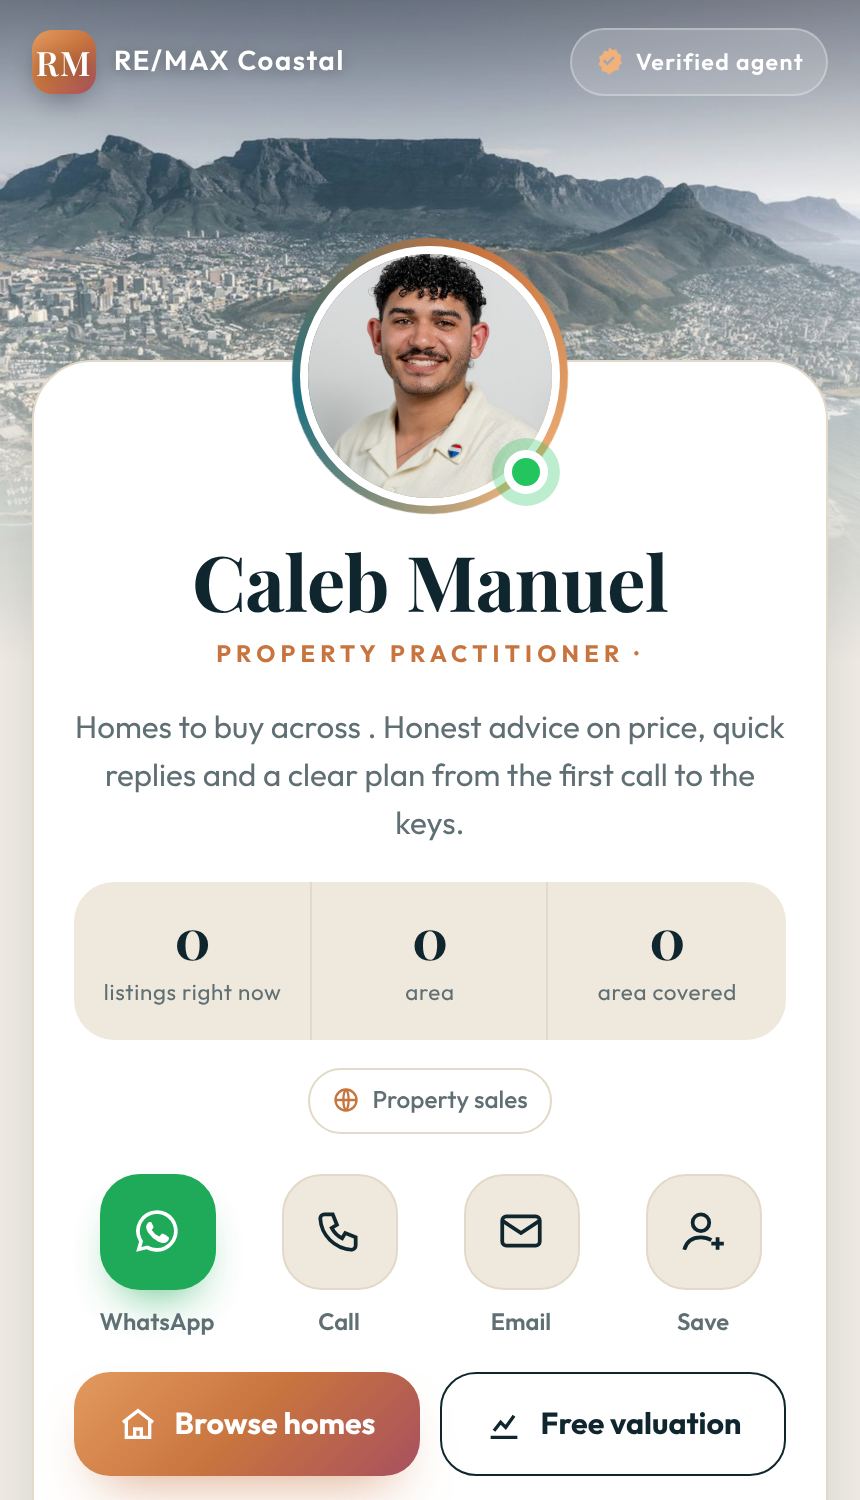 RM RE/MAX Coastal
Verified agent
Caleb Manuel
PROPERTY PRACTITIONER ·
Homes to buy across . Honest advice on price, quick
replies and a clear plan from the first call to the
keys.
0 0 0
listings right now area area covered
Property sales
WhatsApp Call Email Save
Browse homes Free valuation